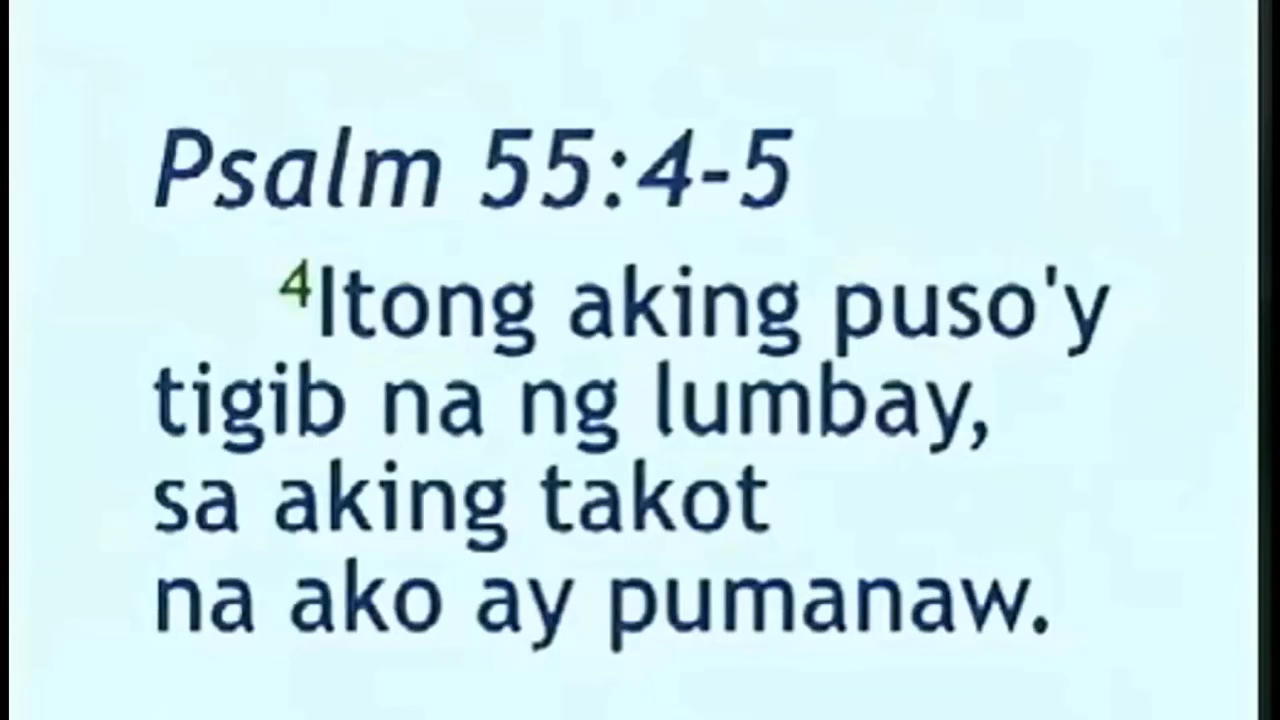 Psalm 55:4-5
4Itong aking puso'y
tigib na ng lumbay,
sa aking takot
na ako ay pumanaw.